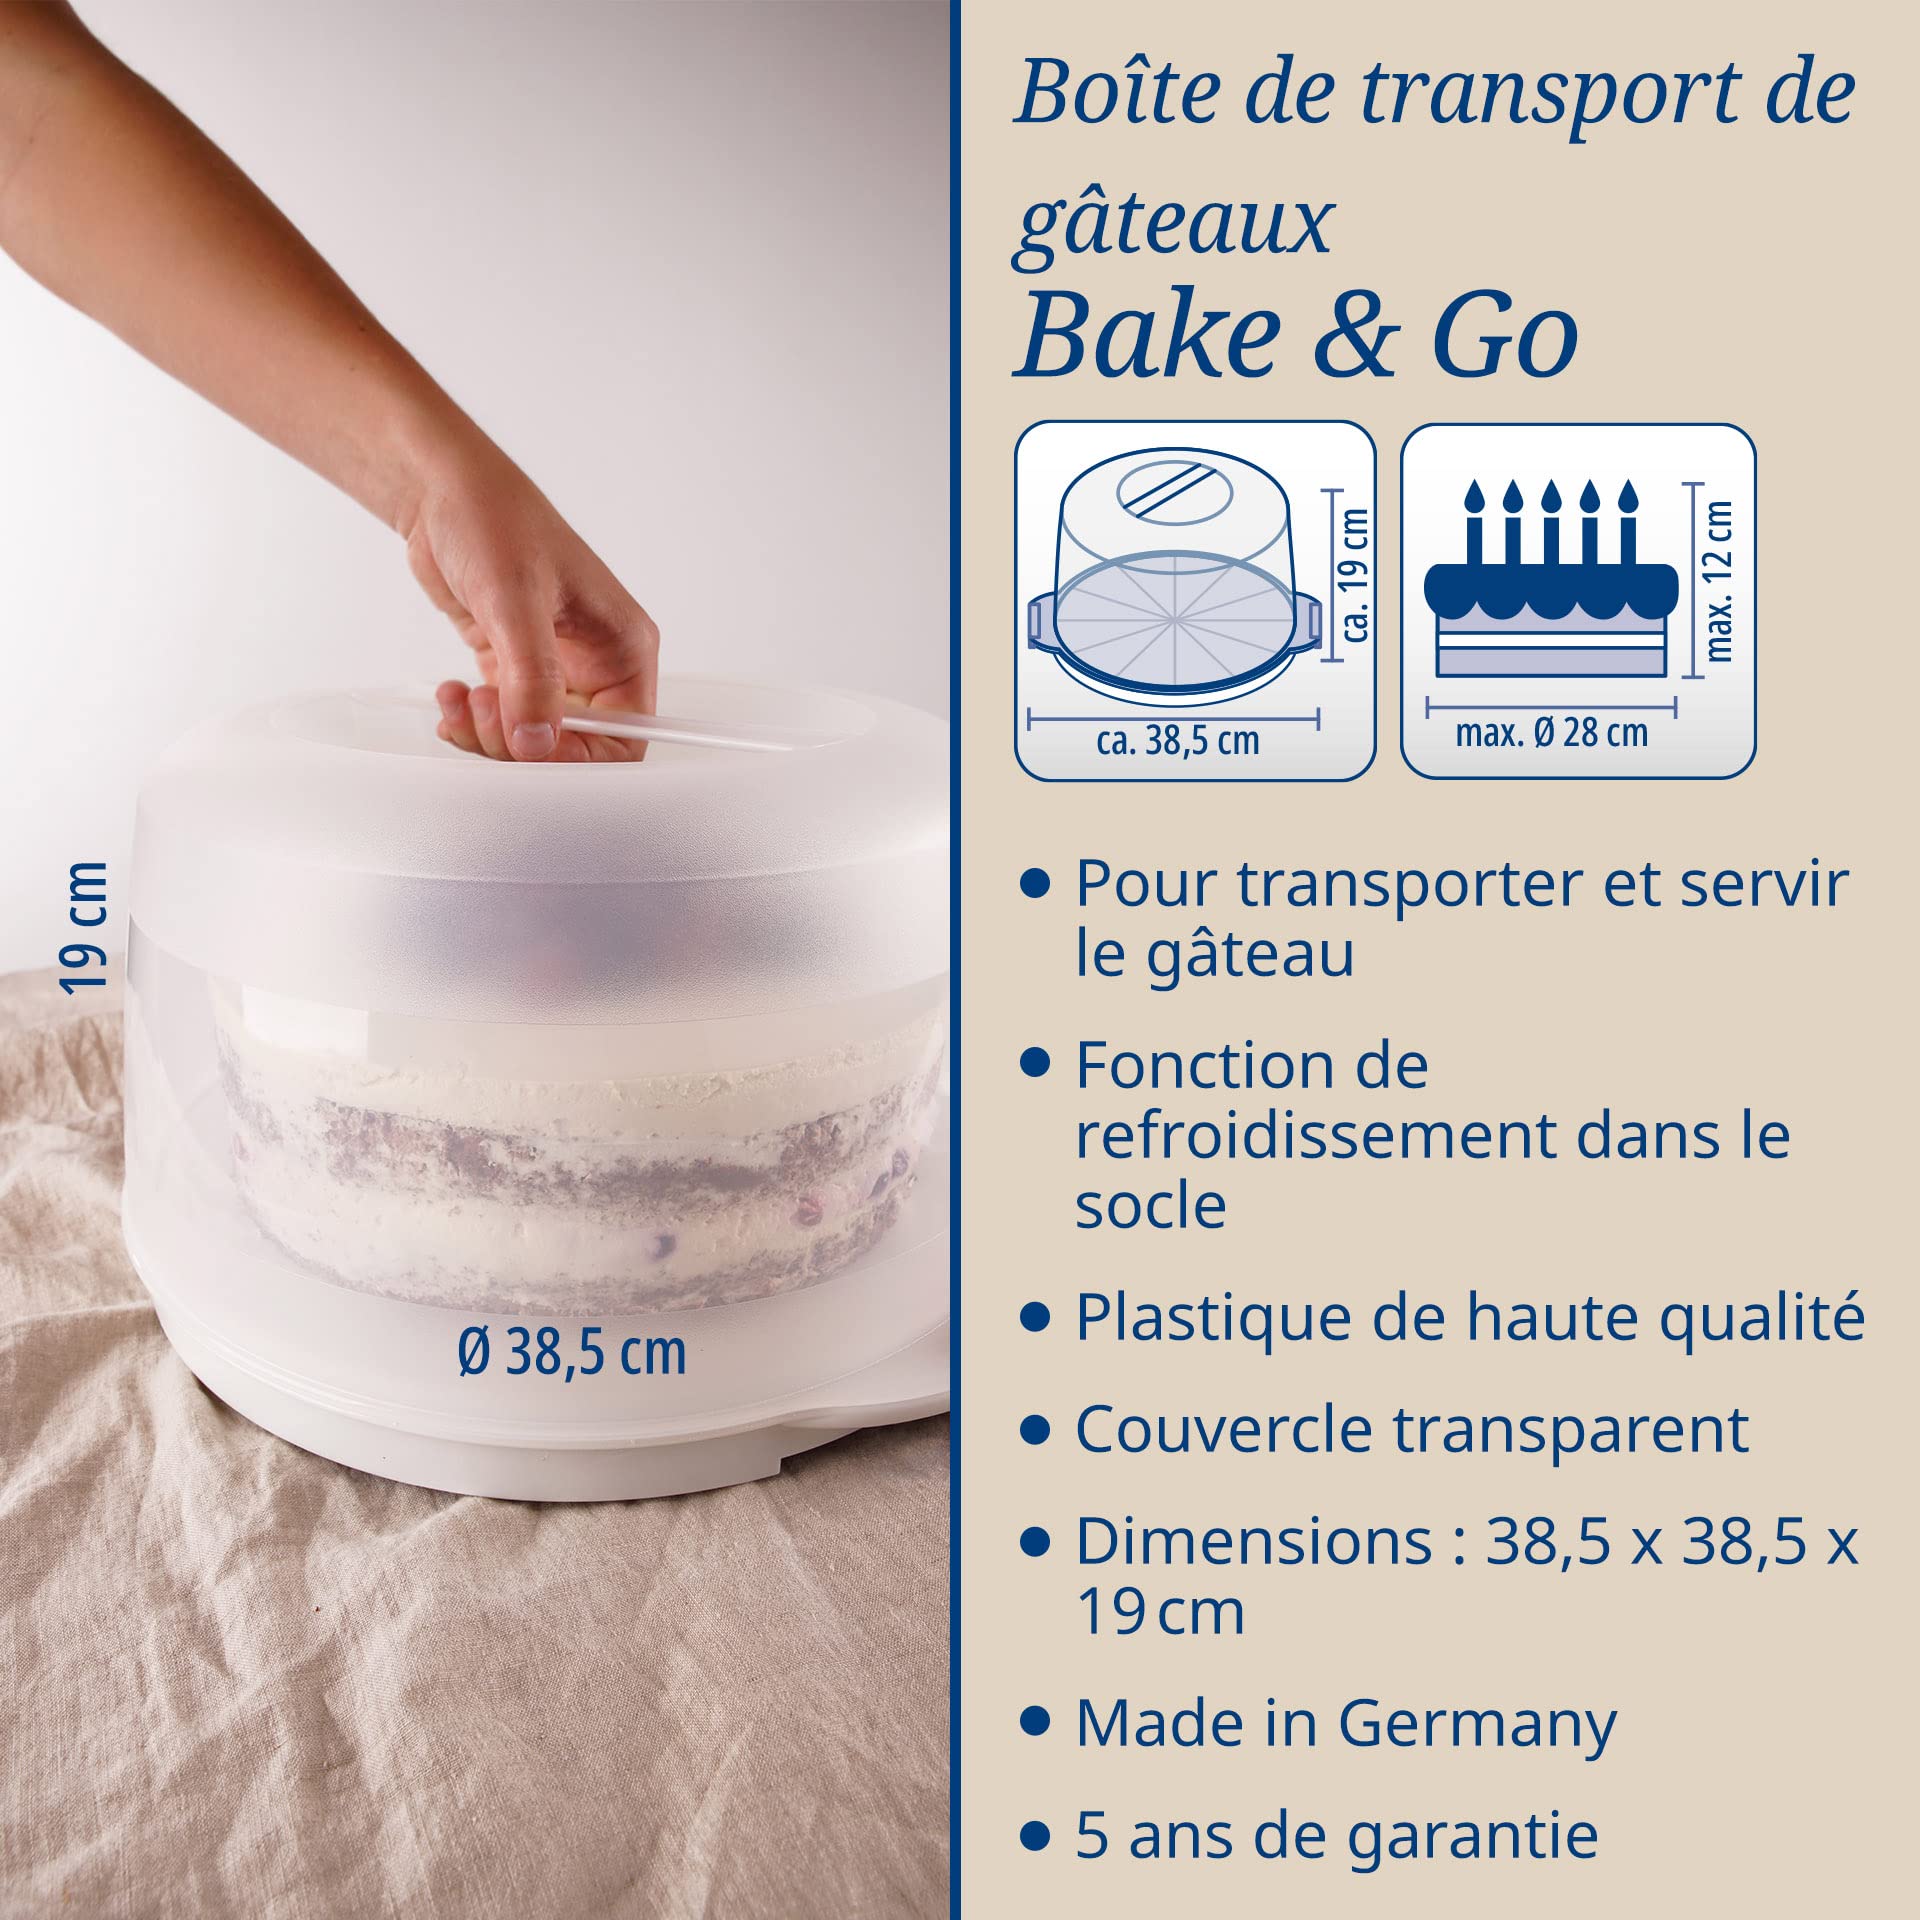 19 cm
Ø 38,5 cm
Boîte de transport de
gâteaux
Bake & Go
ca. 19 cm
ca. 38,5 cm
max. 12 cm
max. Ø 28 cm
● Pour transporter et servir
le gâteau
● Fonction de
refroidissement dans le
socle
● Plastique de haute qualité
● Couvercle transparent
● Dimensions : 38,5 x 38,5 x
19 cm
● Made in Germany
● 5 ans de garantie